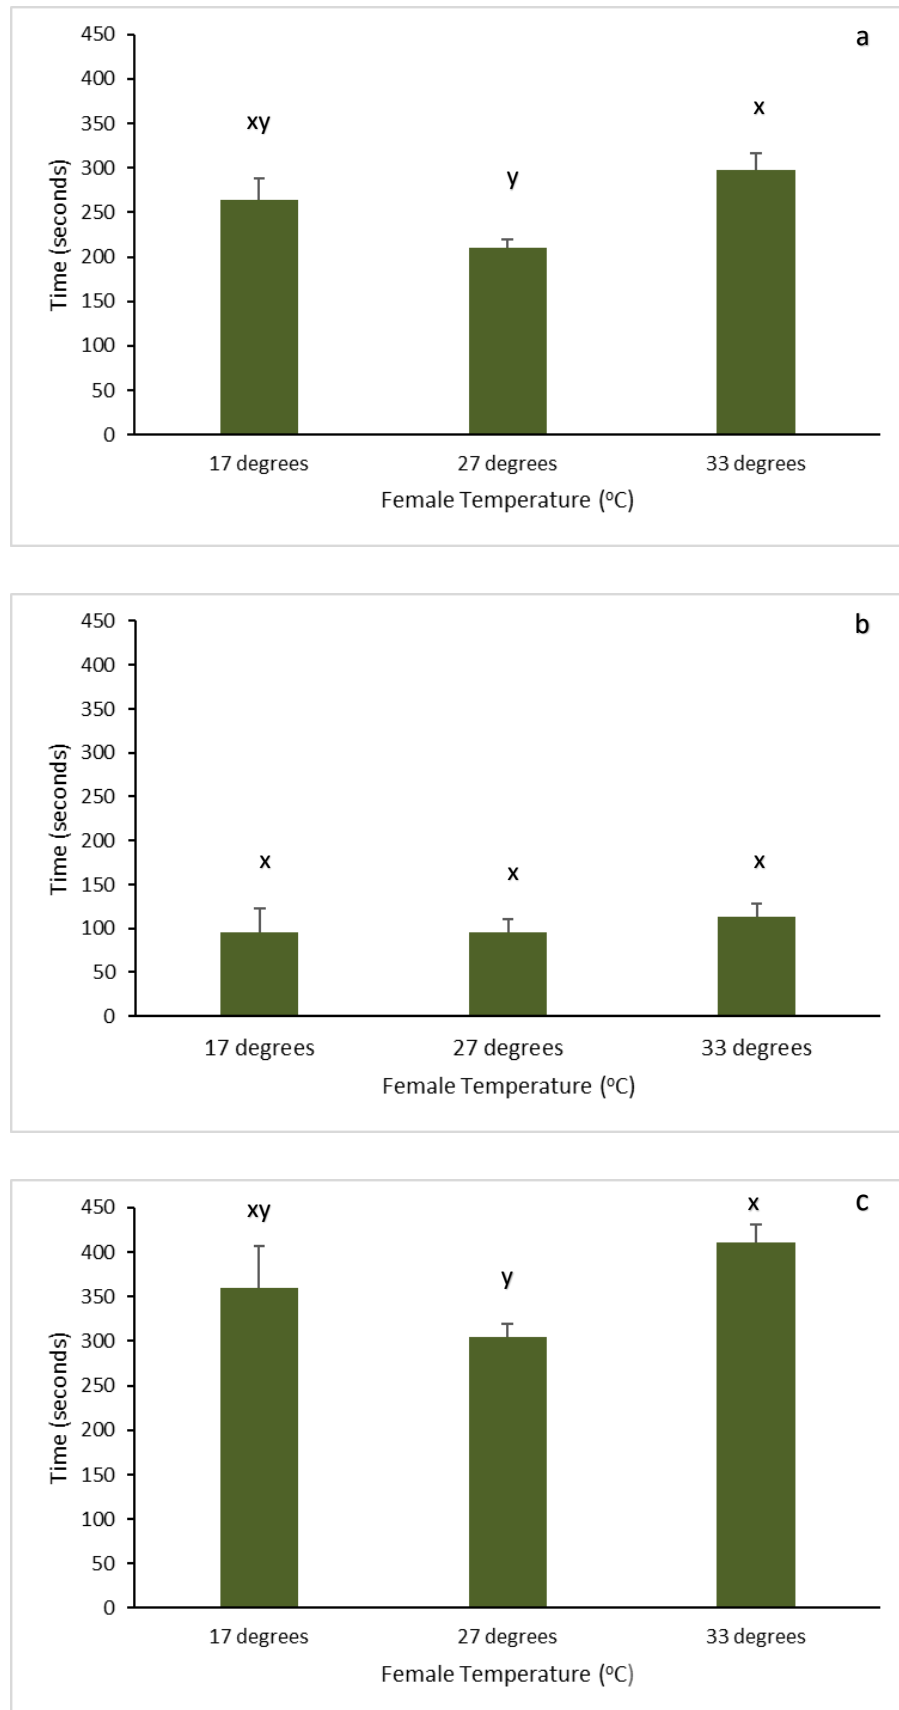 a
450
400
350
300
250
200
150
100
50
0
Time (seconds)
xy
y
x
17 degrees
27 degrees
33 degrees
Female Temperature (⁰C)
b
450
400
350
300
250
200
150
100
50
0
Time (seconds)
x
x
x
17 degrees
27 degrees
33 degrees
Female Temperature (⁰C)
c
450
400
350
300
250
200
150
100
50
0
Time (seconds)
xy
y
x
17 degrees
27 degrees
33 degrees
Female Temperature (⁰C)